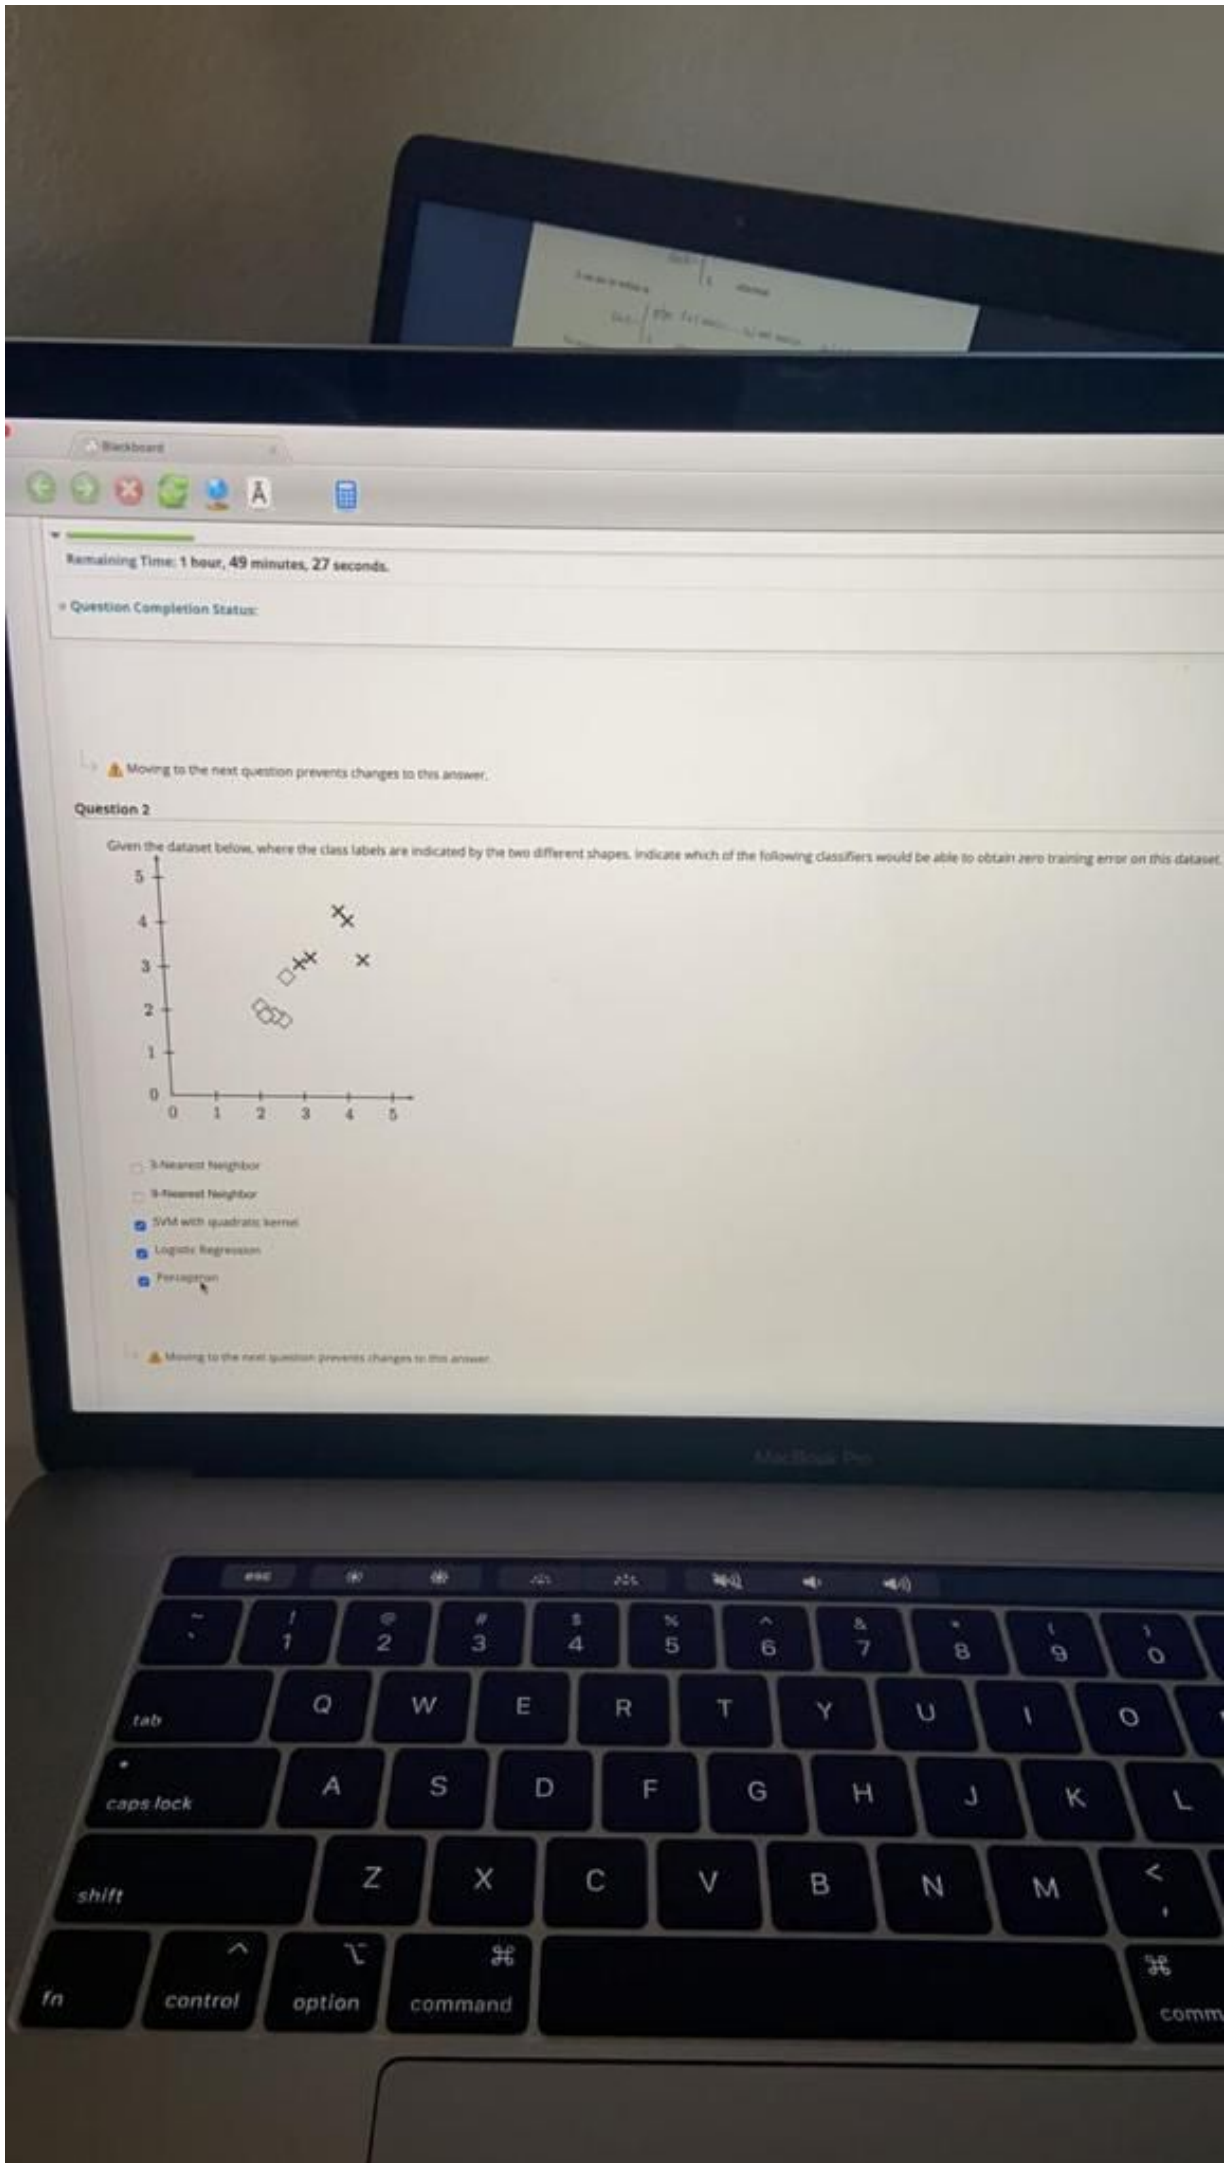 Blackboard
Remaining Time: 1 hour, 49 minutes, 27 seconds.
Question Completion Status:
Moving to the next question prevents changes to this answer.
Question 2
Given the dataset below, where the class labels are indicated by the two different shapes, indicate which of the following classifiers would be able to obtain zero training error on this dataset.
5
4
3
2
1
0
0 1 2 3 4 5
3-Nearest Neighbor
9-Nearest Neighbor
SVM with quadratic kernel
Logistic Regression
Perceptron
Moving to the next question prevents changes to this answer.
MacBook Pro
esc
~ ! @ # $ % ^ & * ( )
` 1 2 3 4 5 6 7 8 9 0
tab Q W E R T Y U I O
caps lock A S D F G H J K L
shift Z X C V B N M < ,
fn control option command comm